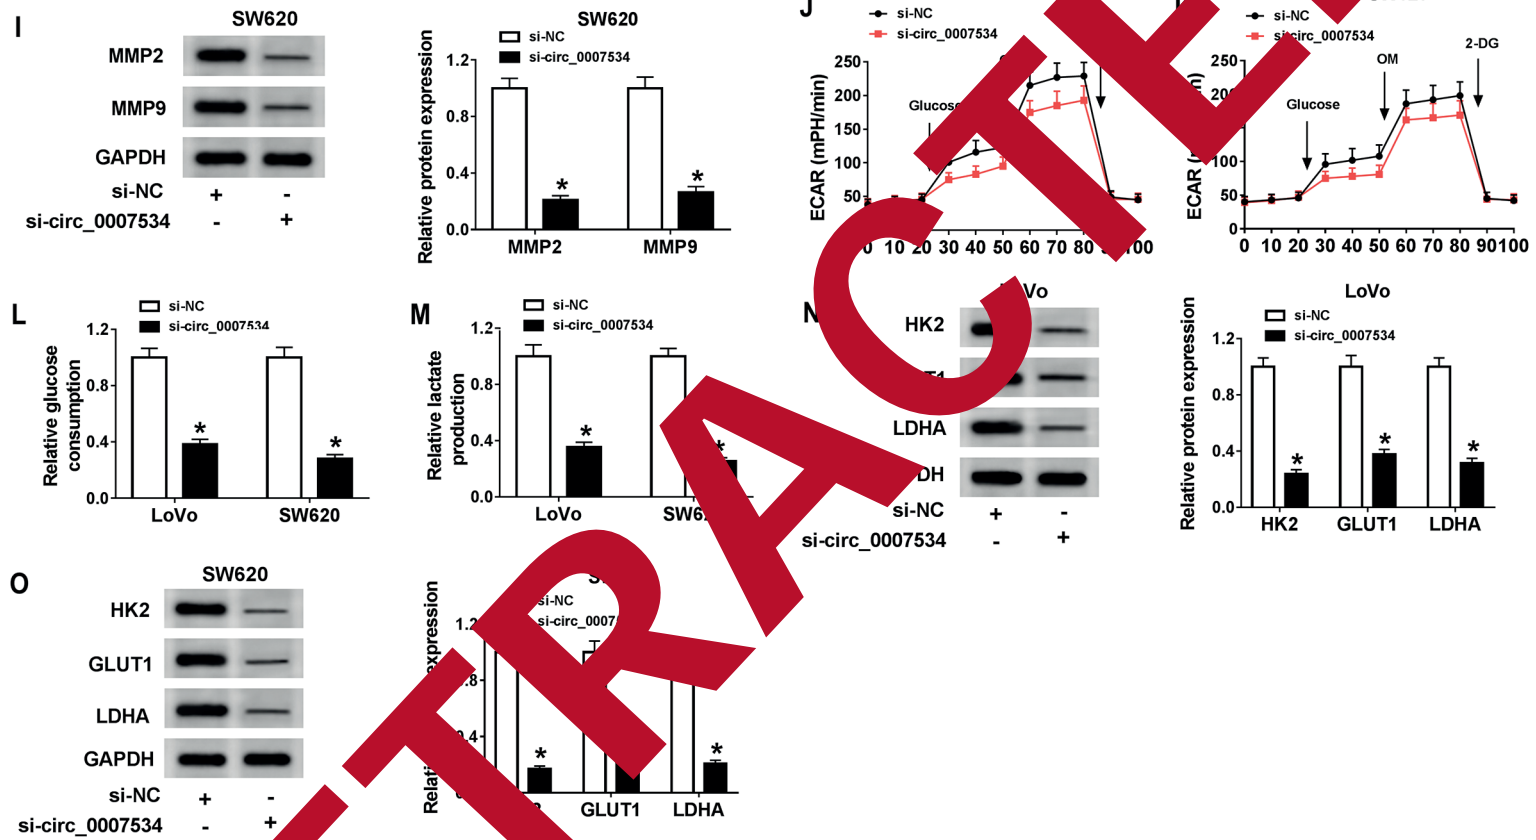 I
SW620
MMP2
MMP9
GAPDH
si-NC + -
si-circ_0007534 - +
SW620
si-NC
si-circ_0007534
Relative protein expression
1.2
0.8
0.4
0.0
* *
MMP2 MMP9
J
si-NC
si-circ_0007534
ECAR (mPH/min)
250
200
150
100
50
Glucose
0 10 20 30 40 50 60 70 80 100
si-NC
si-circ_0007534
ECAR
250
100
50
0
Glucose
OM
2-DG
0 10 20 30 40 50 60 70 80 90 100
L
si-NC
si-circ_0007534
Relative glucose
consumption
1.2
0.8
0.4
0.0
* *
LoVo SW620
M
si-NC
si-circ_0007534
Relative lactate
production
1.2
0.8
0.4
0.0
* *
LoVo
N
HK2
LDHA
si-NC + -
si-circ_0007534 - +
LoVo
si-NC
si-circ_0007534
Relative protein expression
1.2
0.8
0.4
0.0
* * *
HK2 GLUT1 LDHA
O
SW620
HK2
GLUT1
LDHA
GAPDH
si-NC + -
si-circ_0007534 - +
si-NC
* *
GLUT1 LDHA
TRACTE